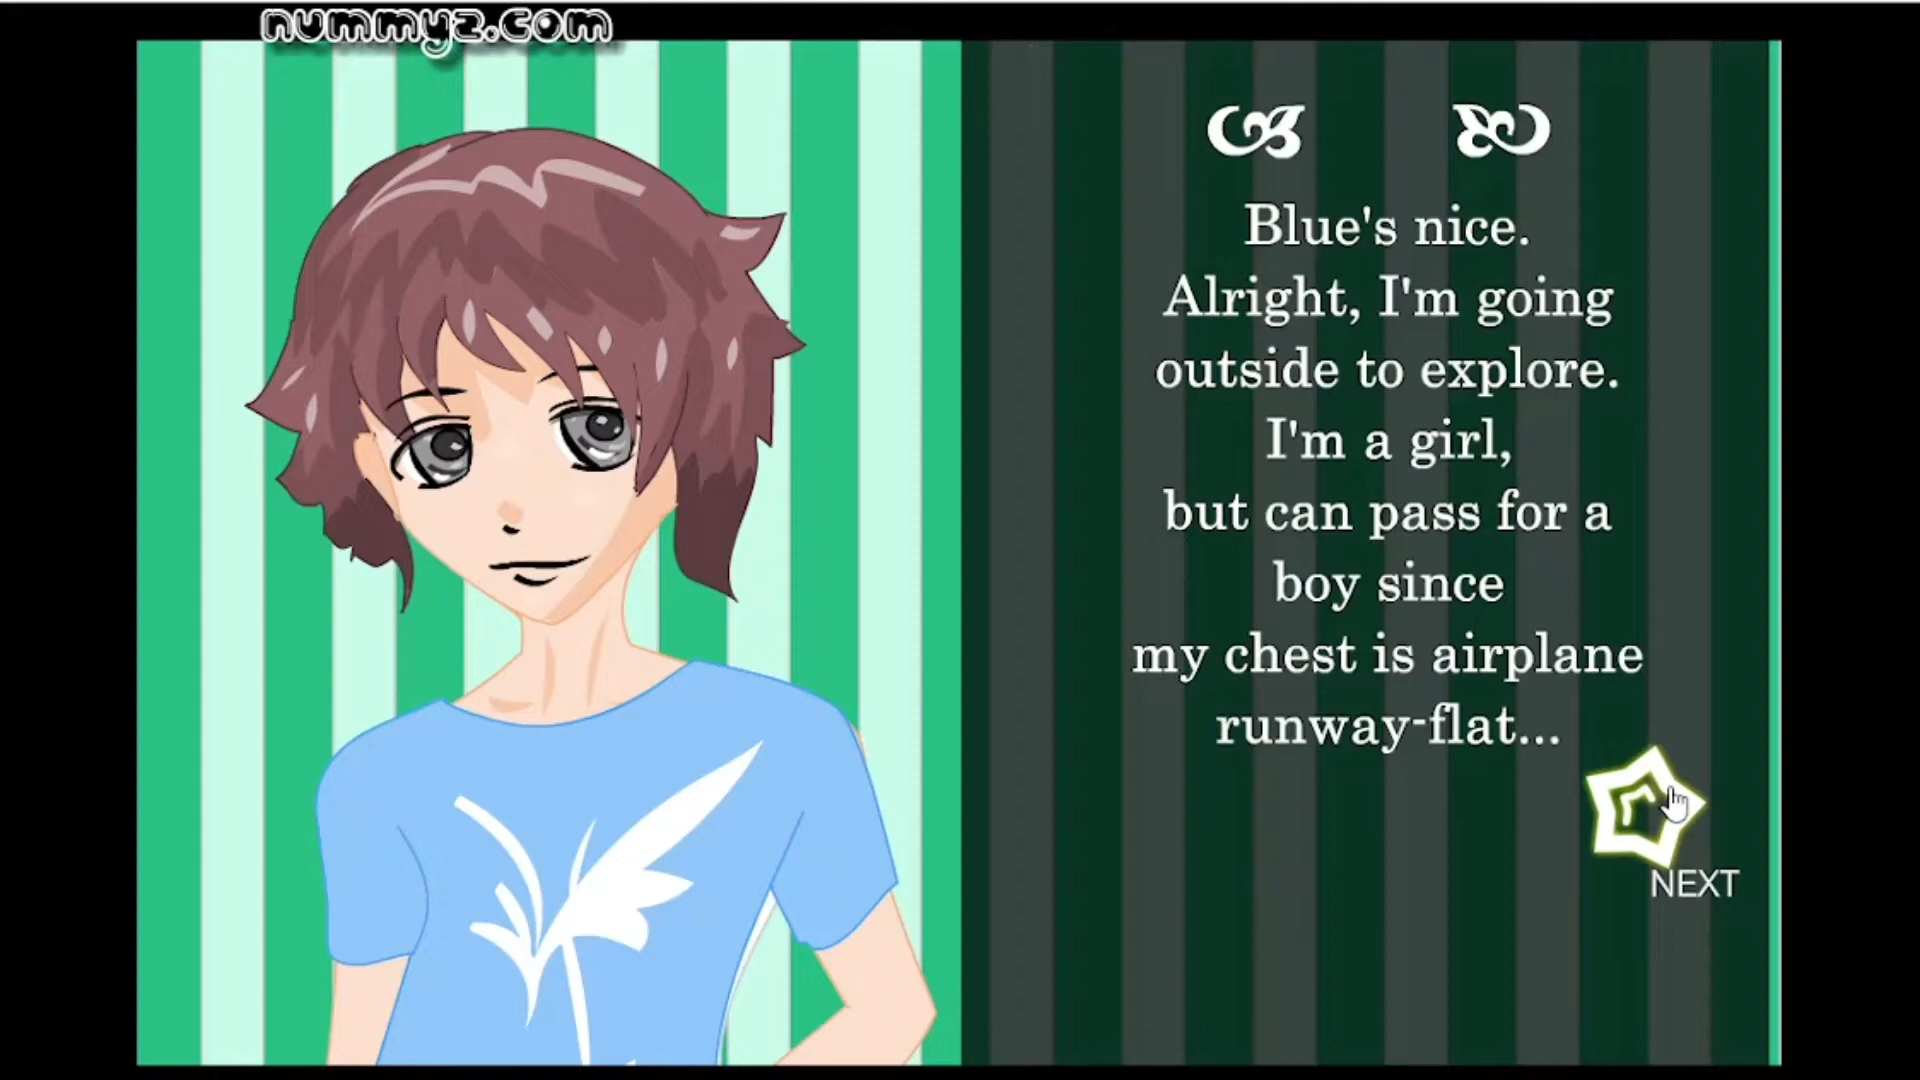 nummyz.com
Blue's nice.
Alright, I'm going
outside to explore.
I'm a girl,
but can pass for a
boy since
my chest is airplane
runway-flat...
NEXT